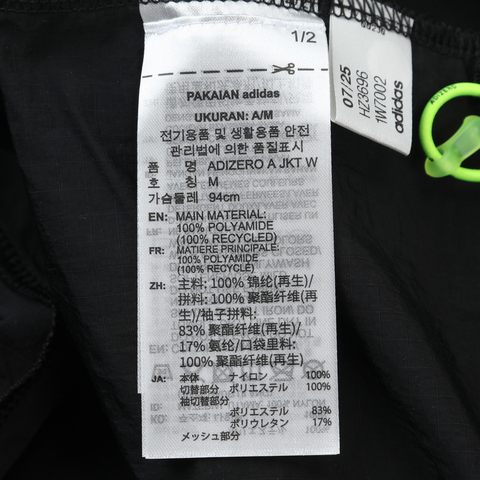 1/2
PAKAIAN adidas
UKURAN: A/M
전기용품 및 생활용품 안전
관리법에 의한 품질표시
품 명 ADIZERO A JKT W
호 칭 M
가슴둘레 94cm
EN: MAIN MATERIAL:
100% POLYAMIDE
(100% RECYCLED)
FR: MATIERE PRINCIPALE:
100% POLYAMIDE
(100% RECYCLÉ)
ZH: 主料: 100% 锦纶(再生)/
拼料: 100% 聚酯纤维(再
生)/袖子拼料:
83% 聚酯纤维(再生)/
17% 氨纶/口袋里料:
100% 聚酯纤维(再生)
JA: 本体 ナイロン 100%
切替部分 ポリエステル 100%
袖切替部分
ポリエステル 83%
ポリウレタン 17%
メッシュ部分
07/25
HZ3696
1W7002
adidas
ADIZERO